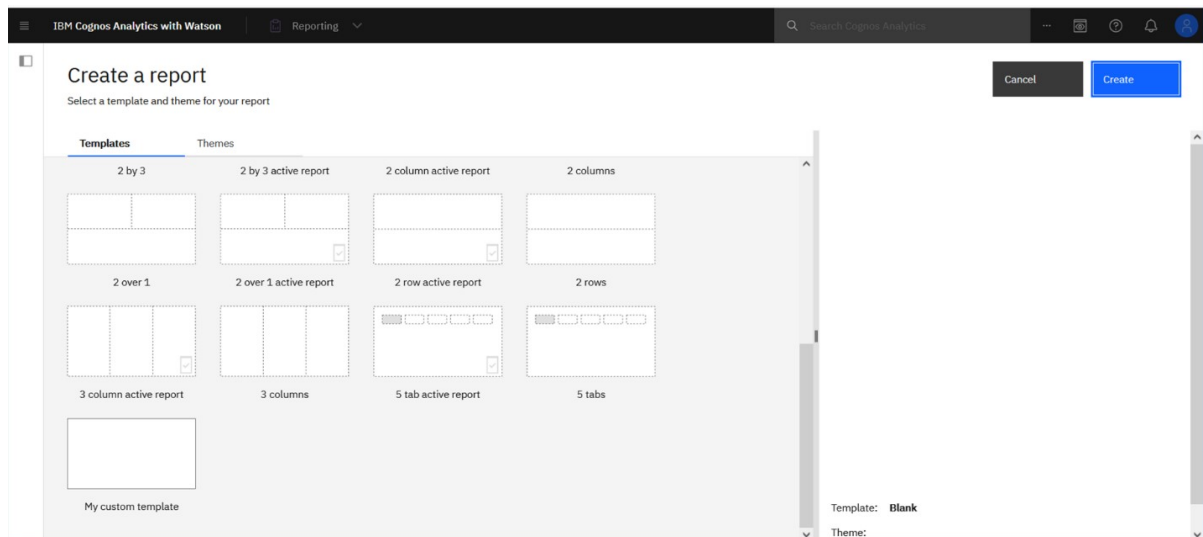 IBM Cognos Analytics with Watson
Reporting
Search Cognos Analytics
Create a report
Select a template and theme for your report
Cancel
Create
Templates
Themes
2 by 3
2 by 3 active report
2 column active report
2 columns
2 over 1
2 over 1 active report
2 row active report
2 rows
3 column active report
3 columns
5 tab active report
5 tabs
My custom template
Template: Blank
Theme: